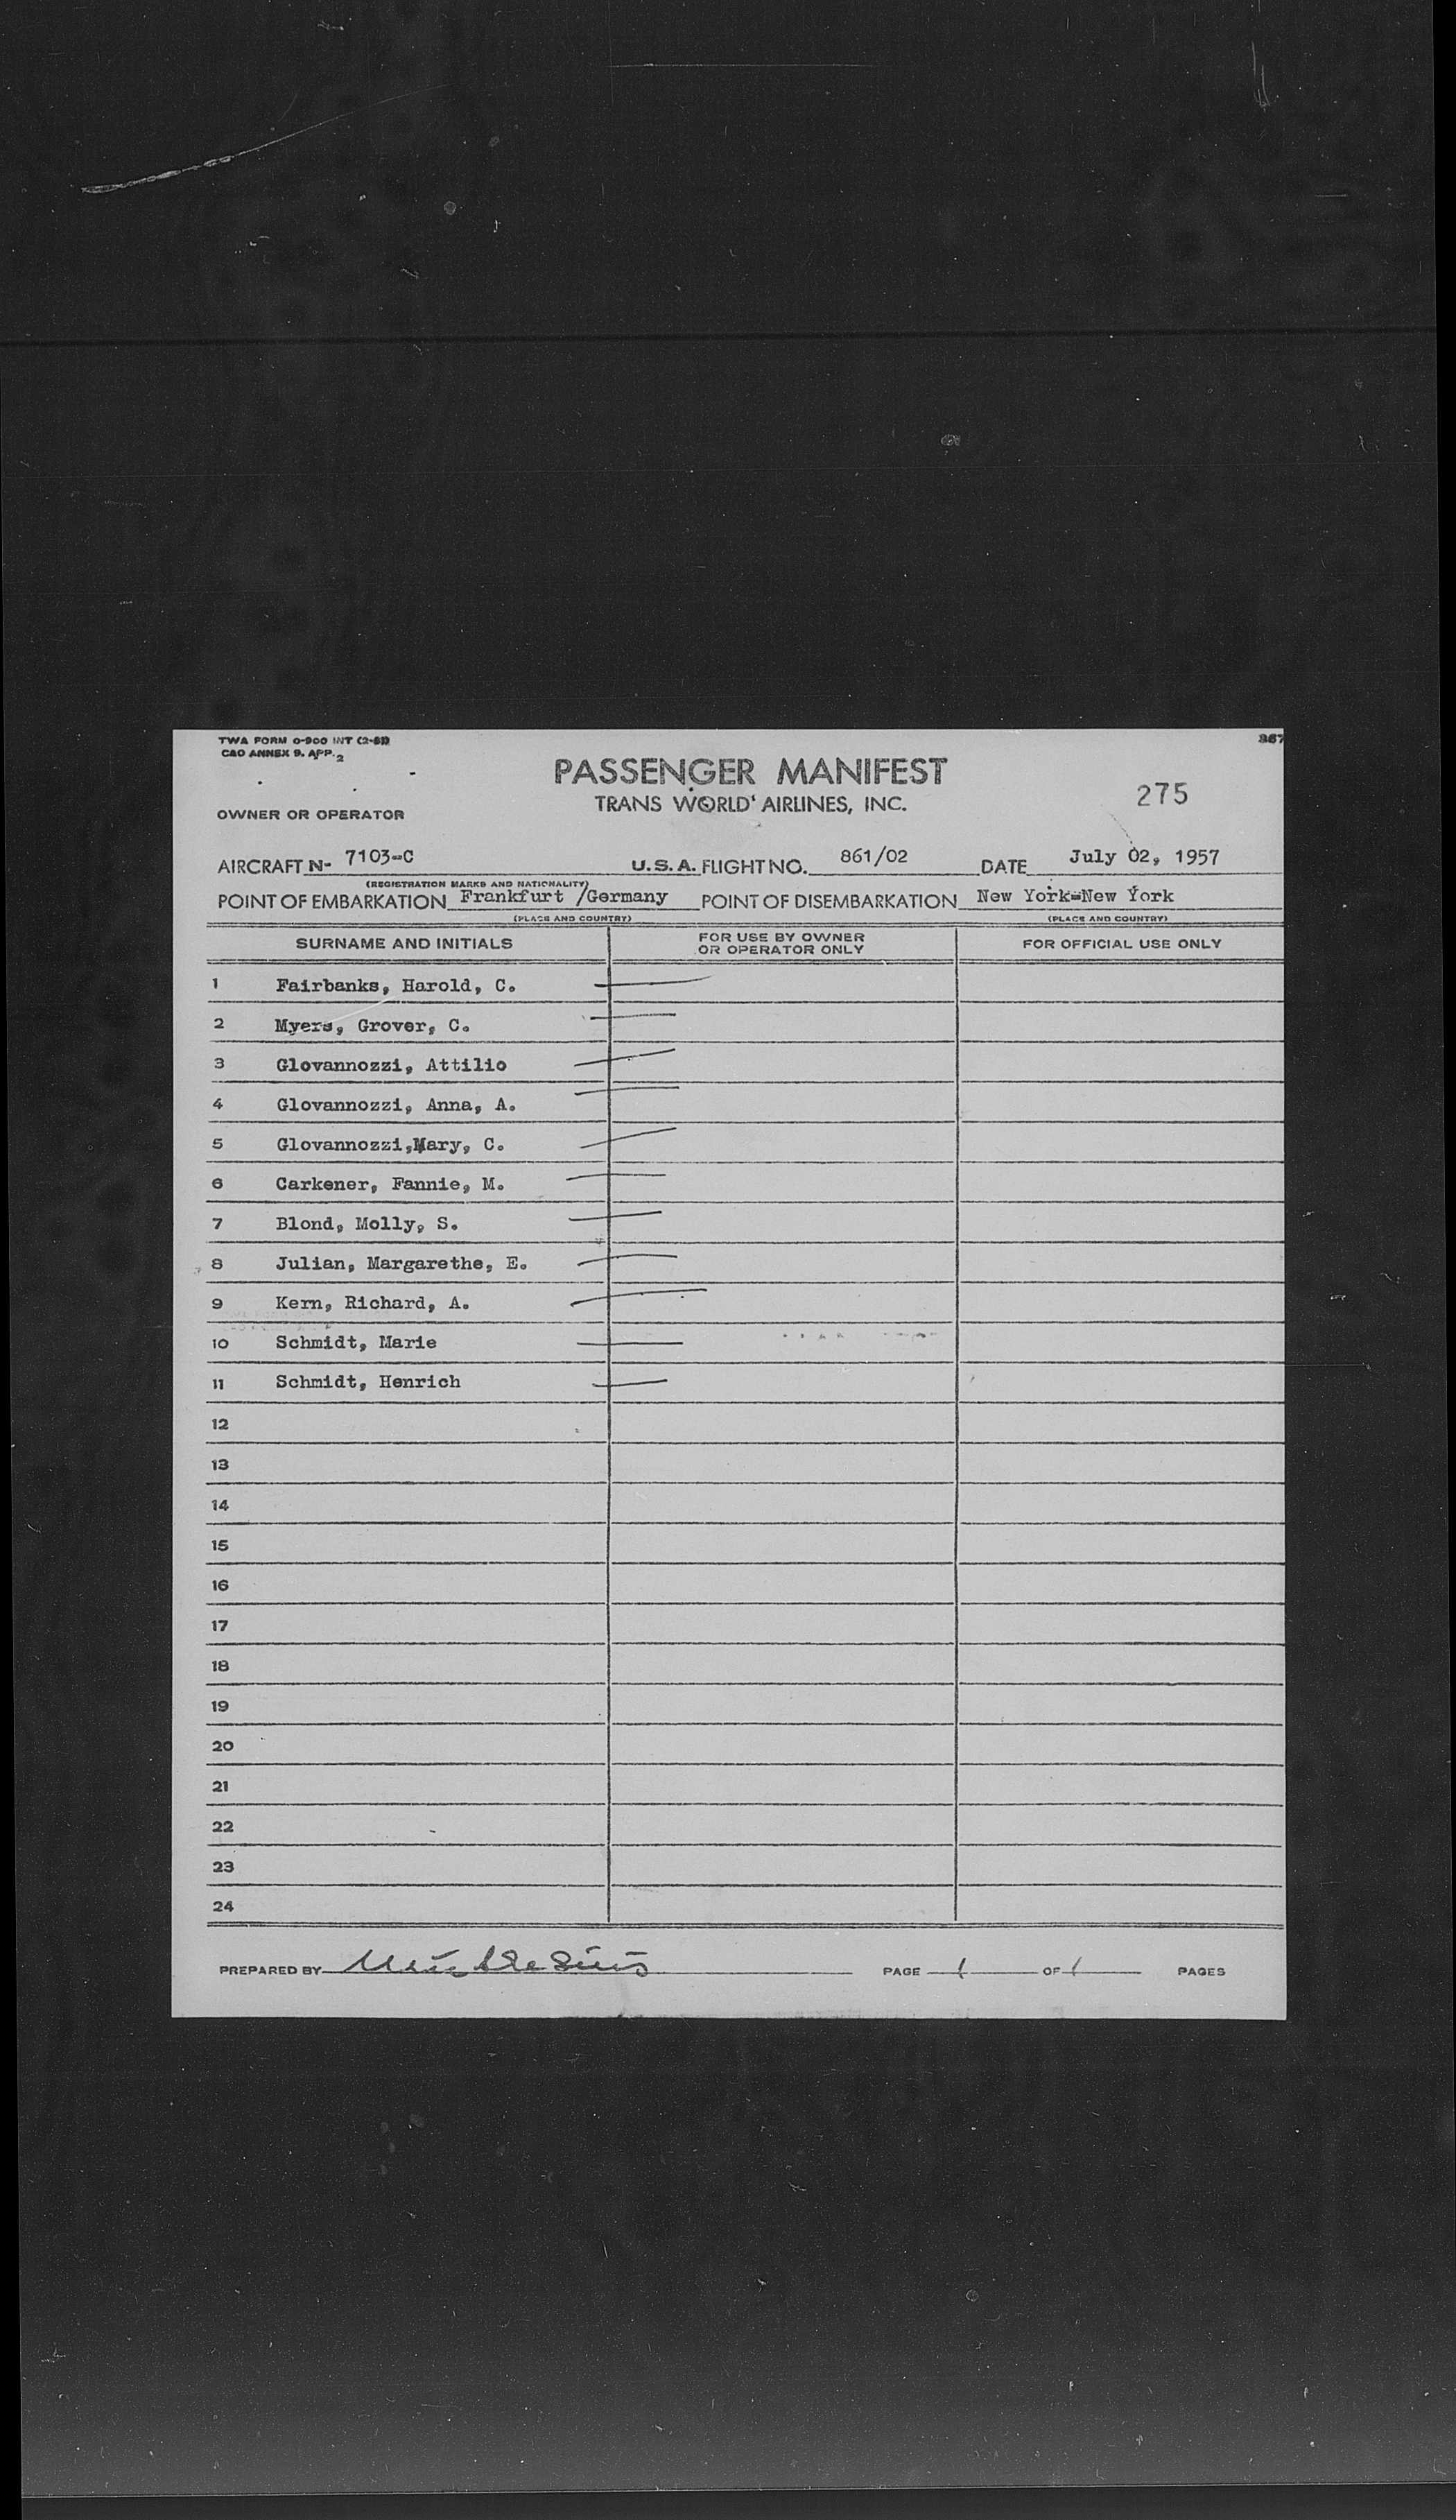 TWA FORM 0-900 INT (2-51)
CAO ANNEX 9. APP. 2
367
PASSENGER MANIFEST
TRANS WORLD AIRLINES, INC.
275
OWNER OR OPERATOR
AIRCRAFT N- 7103-C U.S.A. FLIGHT NO. 861/02 DATE July 02, 1957
(REGISTRATION MARKS AND NATIONALITY)
POINT OF EMBARKATION Frankfurt /Germany POINT OF DISEMBARKATION New York-New York
(PLACE AND COUNTRY) (PLACE AND COUNTRY)
SURNAME AND INITIALS FOR USE BY OWNER OR OPERATOR ONLY FOR OFFICIAL USE ONLY
1 Fairbanks, Harold, C.
2 Myers, Grover, C.
3 Glovannozzi, Attilio
4 Glovannozzi, Anna, A.
5 Glovannozzi,Mary, C.
6 Carkener, Fannie, M.
7 Blond, Molly, S.
8 Julian, Margarethe, E.
9 Kern, Richard, A.
10 Schmidt, Marie
11 Schmidt, Henrich
12
13
14
15
16
17
18
19
20
21
22
23
24
PREPARED BY PAGE 1 OF 1 PAGES